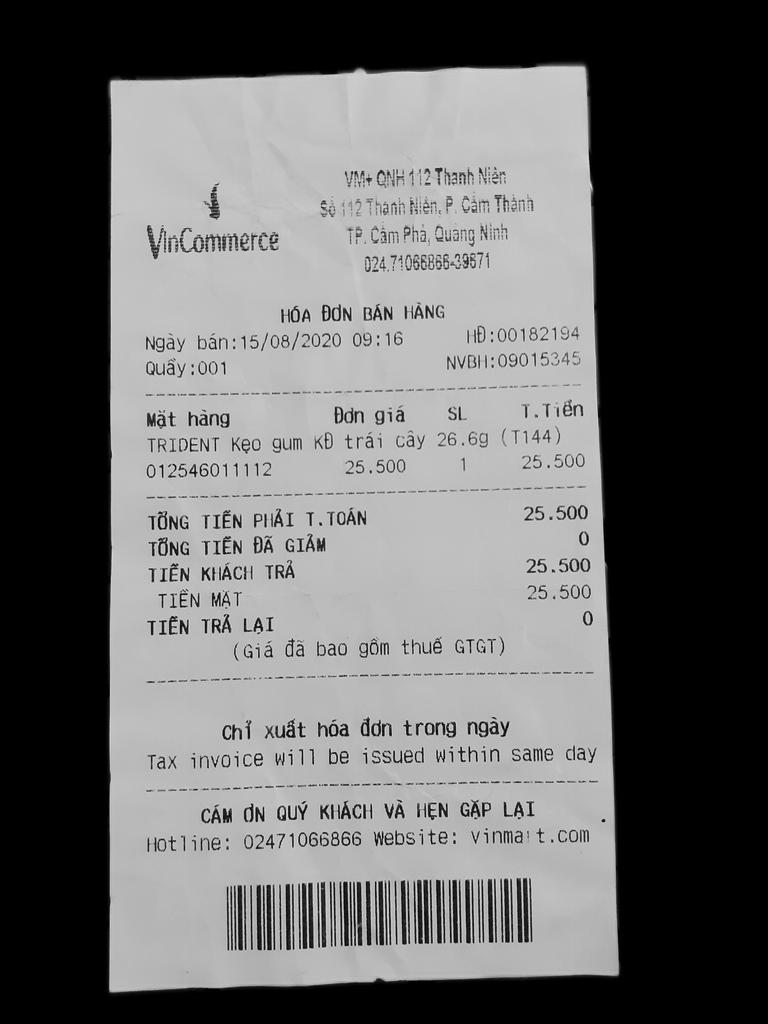 VinCommerce
VM+ QNH 112 Thanh Niên
Số 112 Thanh Niên, P. Cẩm Thành
TP. Cẩm Phả, Quảng Ninh
024.71066866-39671
HÓA ĐƠN BÁN HÀNG
Ngày bán:15/08/2020 09:16 HĐ:00182194
Quầy:001 NVBH:09015345
Mặt hàng Đơn giá SL T.Tiền
TRIDENT Kẹo gum KĐ trái cây 26.6g (T144)
012546011112 25.500 1 25.500
TỔNG TIỀN PHẢI T.TOÁN 25.500
TỔNG TIỀN ĐÃ GIẢM 0
TIỀN KHÁCH TRẢ 25.500
TIỀN MẶT 25.500
TIỀN TRẢ LẠI 0
(Giá đã bao gồm thuế GTGT)
Chỉ xuất hóa đơn trong ngày
Tax invoice will be issued within same day
CẢM ƠN QUÝ KHÁCH VÀ HẸN GẶP LẠI
Hotline: 02471066866 Website: vinmart.com